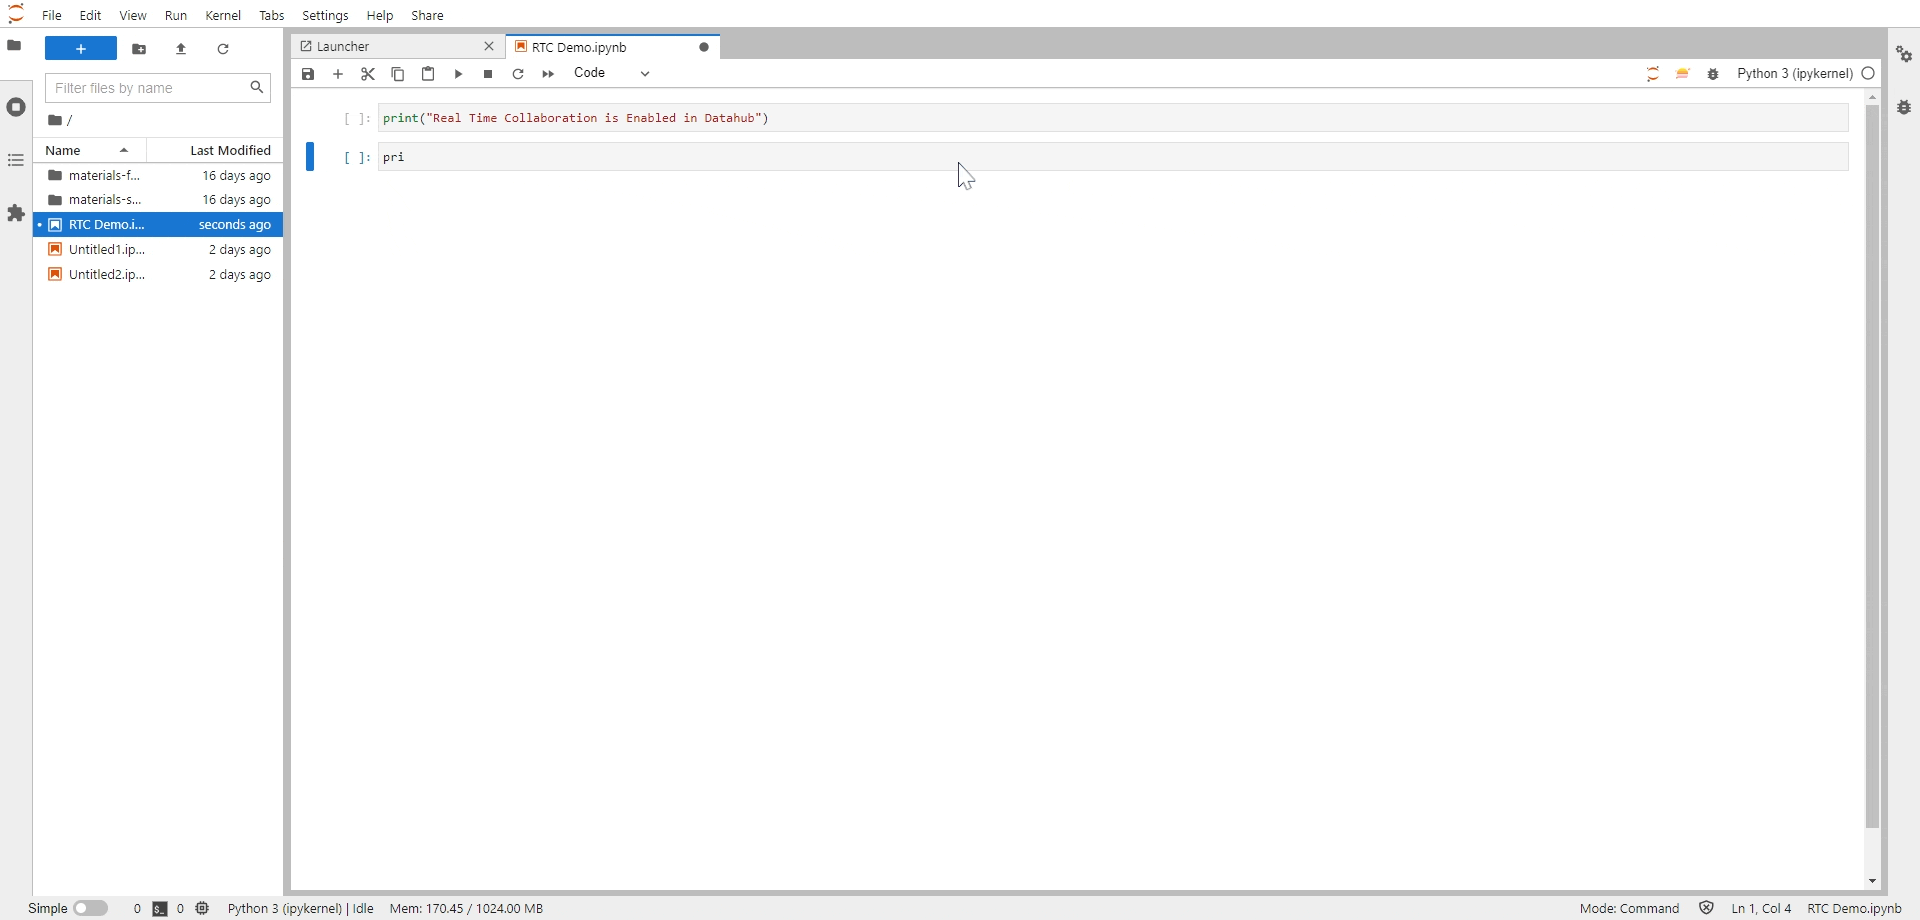 File Edit View Run Kernel Tabs Settings Help Share
+
Filter files by name
/
Name Last Modified
materials-f... 16 days ago
materials-s... 16 days ago
RTC Demo.i... seconds ago
Untitled1.ip... 2 days ago
Untitled2.ip... 2 days ago
Launcher RTC Demo.ipynb
Code Python 3 (ipykernel)
[ ]: print("Real Time Collaboration is Enabled in Datahub")
[ ]: pri
Simple 0 $_ 0 Python 3 (ipykernel) | Idle Mem: 170.45 / 1024.00 MB Mode: Command Ln 1, Col 4 RTC Demo.ipynb